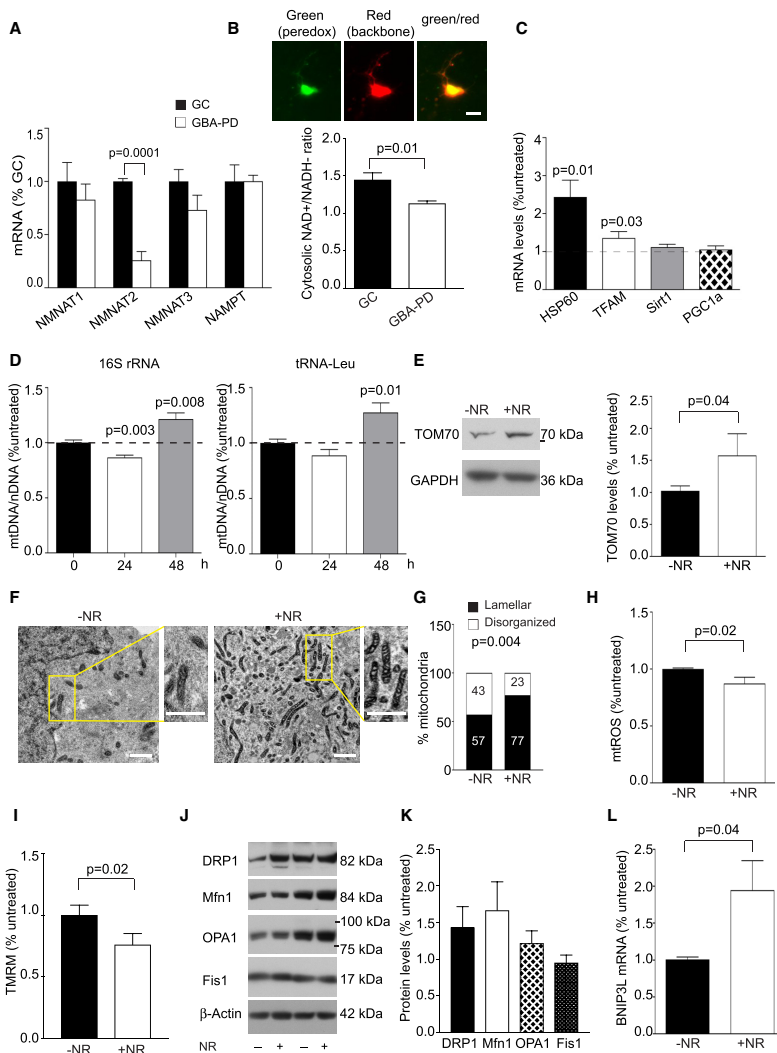 A
GC
GBA-PD
mRNA (% GC)
1.5
1.0
0.5
0.0
p=0.0001
NMNAT1
NMNAT2
NMNAT3
NAMPT
B
Green
(peredox)
Red
(backbone)
green/red
Cytosolic NAD+/NADH- ratio
2.0
1.5
1.0
0.5
0.0
p=0.01
GC
GBA-PD
C
mRNA levels (%untreated)
4
3
2
1
0
p=0.01
p=0.03
HSP60
TFAM
Sirt1
PGC1a
D
16S rRNA
mtDNA/nDNA (%untreated)
1.5
1.0
0.5
0.0
p=0.003
p=0.008
0 24 48 h
tRNA-Leu
mtDNA/nDNA (%untreated)
1.5
1.0
0.5
0.0
p=0.01
0 24 48 h
E
-NR +NR
TOM70 70 kDa
GAPDH 36 kDa
TOM70 levels (% untreated)
2.5
2.0
1.5
1.0
0.5
0.0
p=0.04
-NR +NR
F
-NR
+NR
G
Lamellar
Disorganized
p=0.004
% mitochondria
100
50
0
43
57
23
77
-NR +NR
H
mtROS (%untreated)
1.5
1.0
0.5
0.0
p=0.02
-NR +NR
I
TMRM (% untreated)
1.5
1.0
0.5
0.0
p=0.02
-NR +NR
J
DRP1 82 kDa
Mfn1 84 kDa
OPA1
100 kDa
75 kDa
Fis1 17 kDa
β-Actin 42 kDa
NR – + – +
K
Protein levels (% untreated)
2.5
2.0
1.5
1.0
0.5
0.0
DRP1 Mfn1 OPA1 Fis1
L
BNIP3L mRNA (% untreated)
2.5
2.0
1.5
1.0
0.5
0.0
p=0.04
-NR +NR